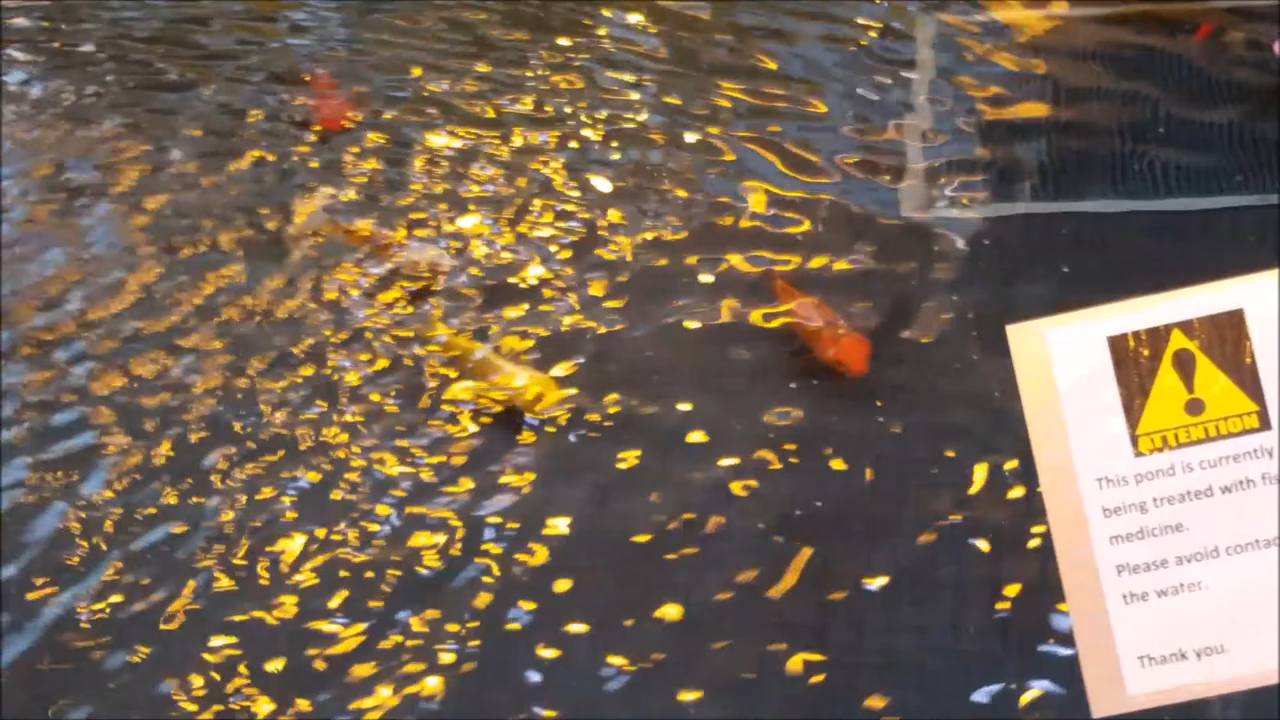 ATTENTION
This pond is currently
being treated with
medicine.
Please avoid
the water.
Thank you.